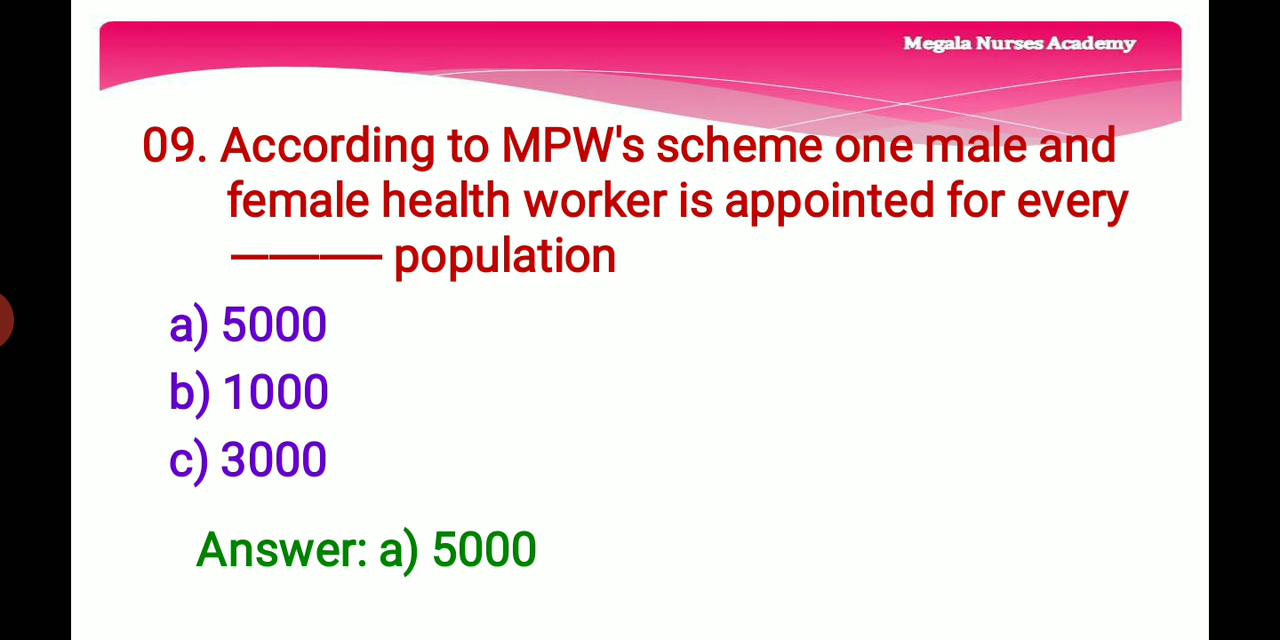 Megala Nurses Academy
09. According to MPW's scheme one male and
female health worker is appointed for every
———— population
a) 5000
b) 1000
c) 3000
Answer: a) 5000